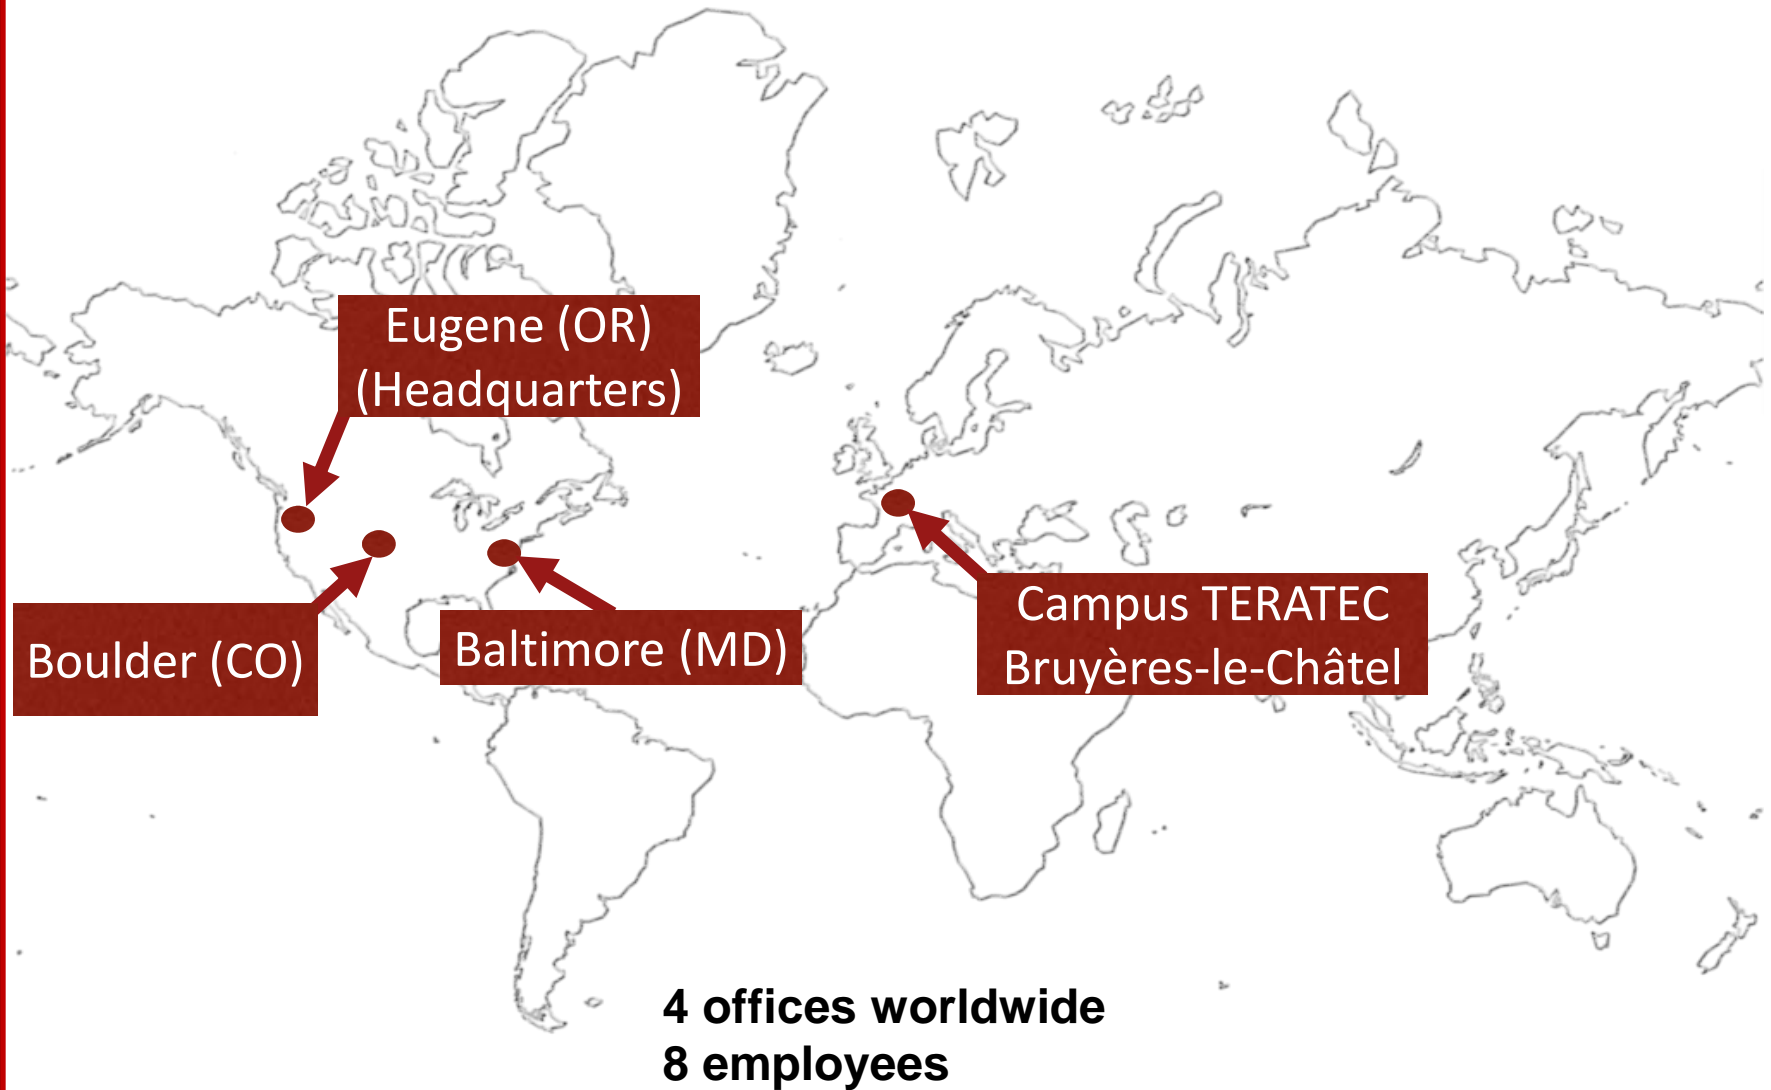 Eugene (OR)
(Headquarters)
Boulder (CO)
Baltimore (MD)
Campus TERATEC
Bruyères-le-Châtel
4 offices worldwide
8 employees